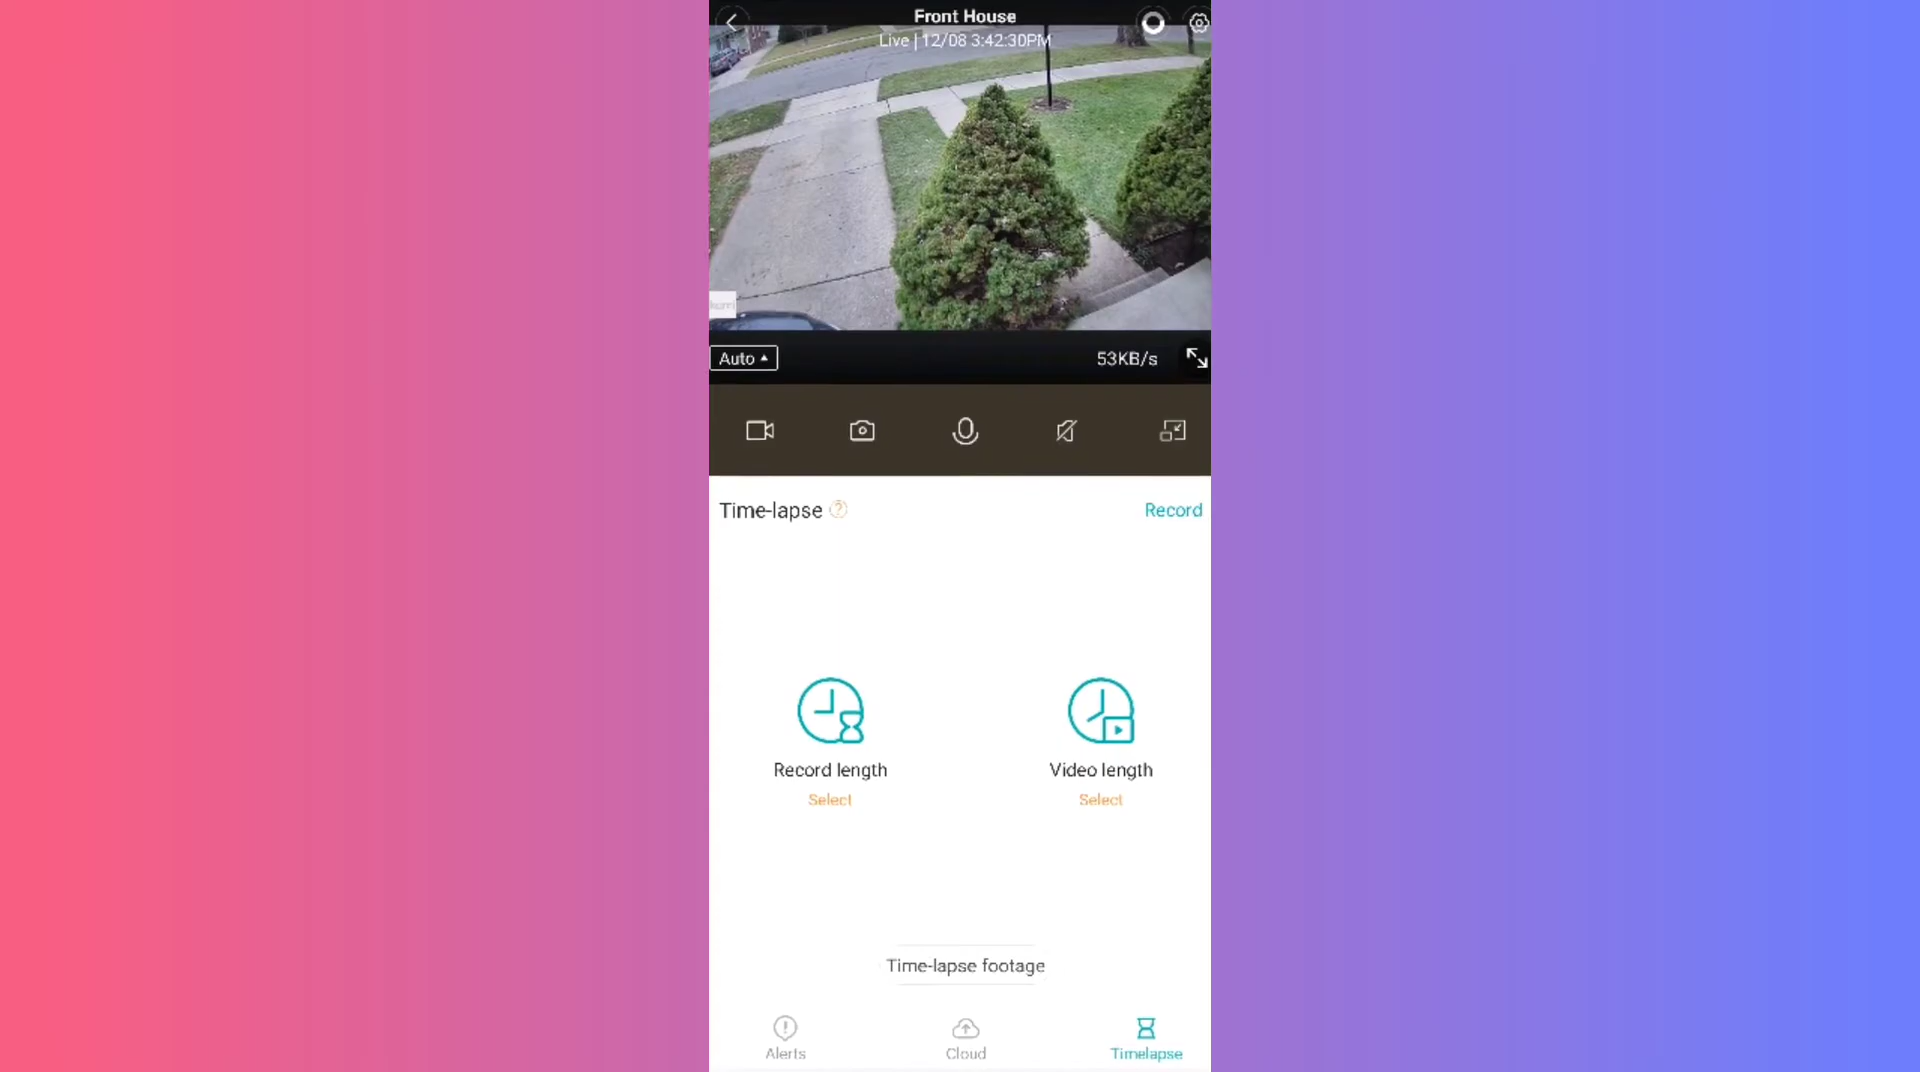 Front House
Live | 12/08 3:42:30PM
Auto
53KB/s
Time-lapse
Record
Record length
Video length
Select
Select
Time-lapse footage
Alerts
Cloud
Timelapse